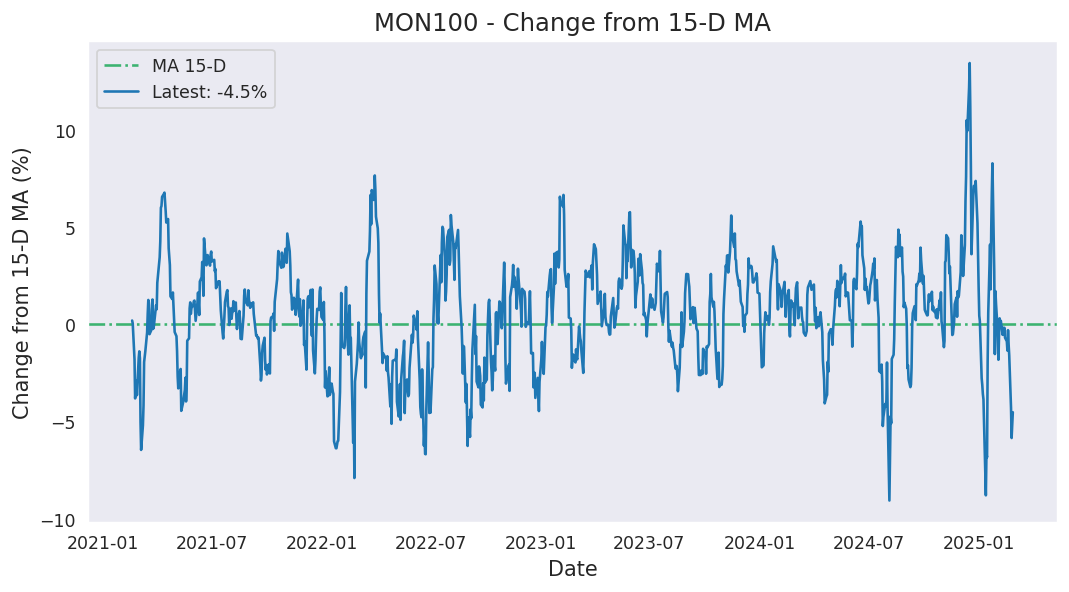 MON100 - Change from 15-D MA
MA 15-D
Latest: -4.5%
Change from 15-D MA (%)
10
5
0
−5
−10
2021-01 2021-07 2022-01 2022-07 2023-01 2023-07 2024-01 2024-07 2025-01
Date